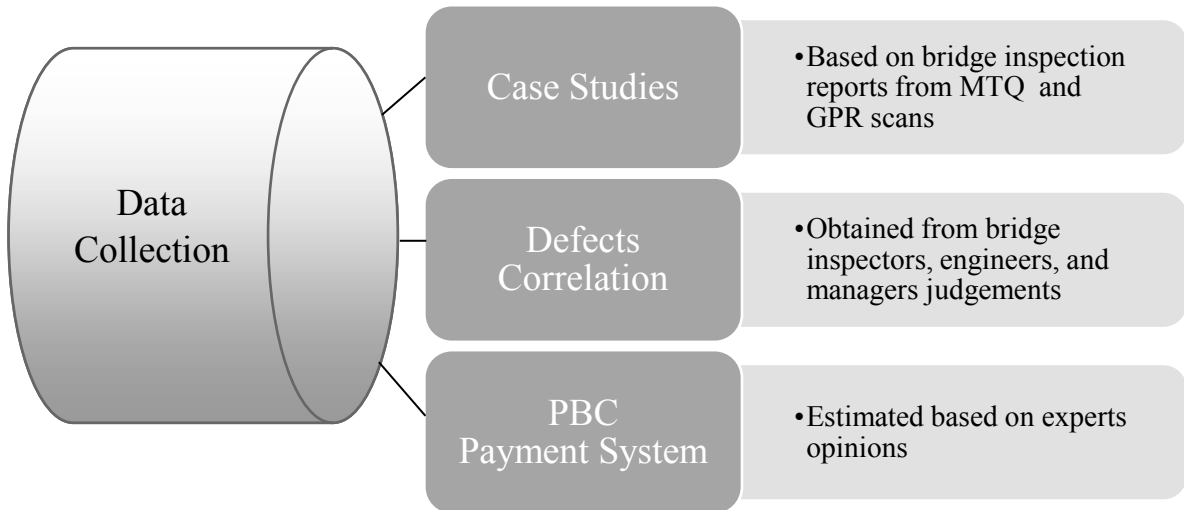 Data
Collection
Case Studies
•Based on bridge inspection
reports from MTQ and
GPR scans
Defects
Correlation
•Obtained from bridge
inspectors, engineers, and
managers judgements
PBC
Payment System
•Estimated based on experts
opinions